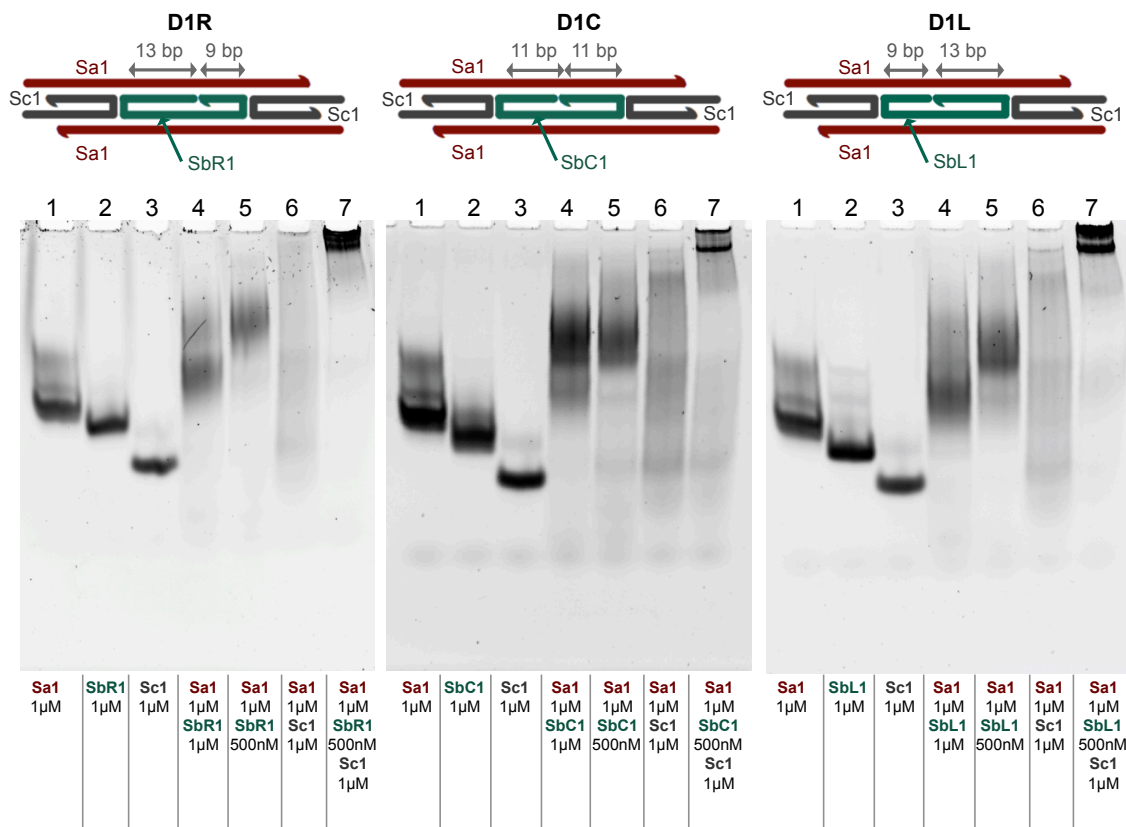 D1R D1C D1L
13 bp 9 bp 11 bp 11 bp 9 bp 13 bp
Sa1 Sa1 Sa1
Sc1 Sc1 Sc1
Sc1 Sc1 Sc1
Sa1 SbR1 Sa1 SbC1 Sa1 SbL1
1 2 3 4 5 6 7 1 2 3 4 5 6 7 1 2 3 4 5 6 7
Sa1 SbR1 Sc1 Sa1 Sa1 Sa1 Sa1 Sa1 SbC1 Sc1 Sa1 Sa1 Sa1 Sa1 Sa1 SbL1 Sc1 Sa1 Sa1 Sa1 Sa1
1µM 1µM 1µM 1µM 1µM 1µM 1µM 1µM 1µM 1µM 1µM 1µM 1µM 1µM 1µM 1µM 1µM 1µM 1µM 1µM 1µM
SbR1 SbR1 Sc1 SbR1 SbC1 SbC1 Sc1 SbC1 SbL1 SbL1 Sc1 SbL1
1µM 500nM 1µM 500nM 1µM 500nM 1µM 500nM 1µM 500nM 1µM 500nM
Sc1 Sc1 Sc1
1µM 1µM 1µM